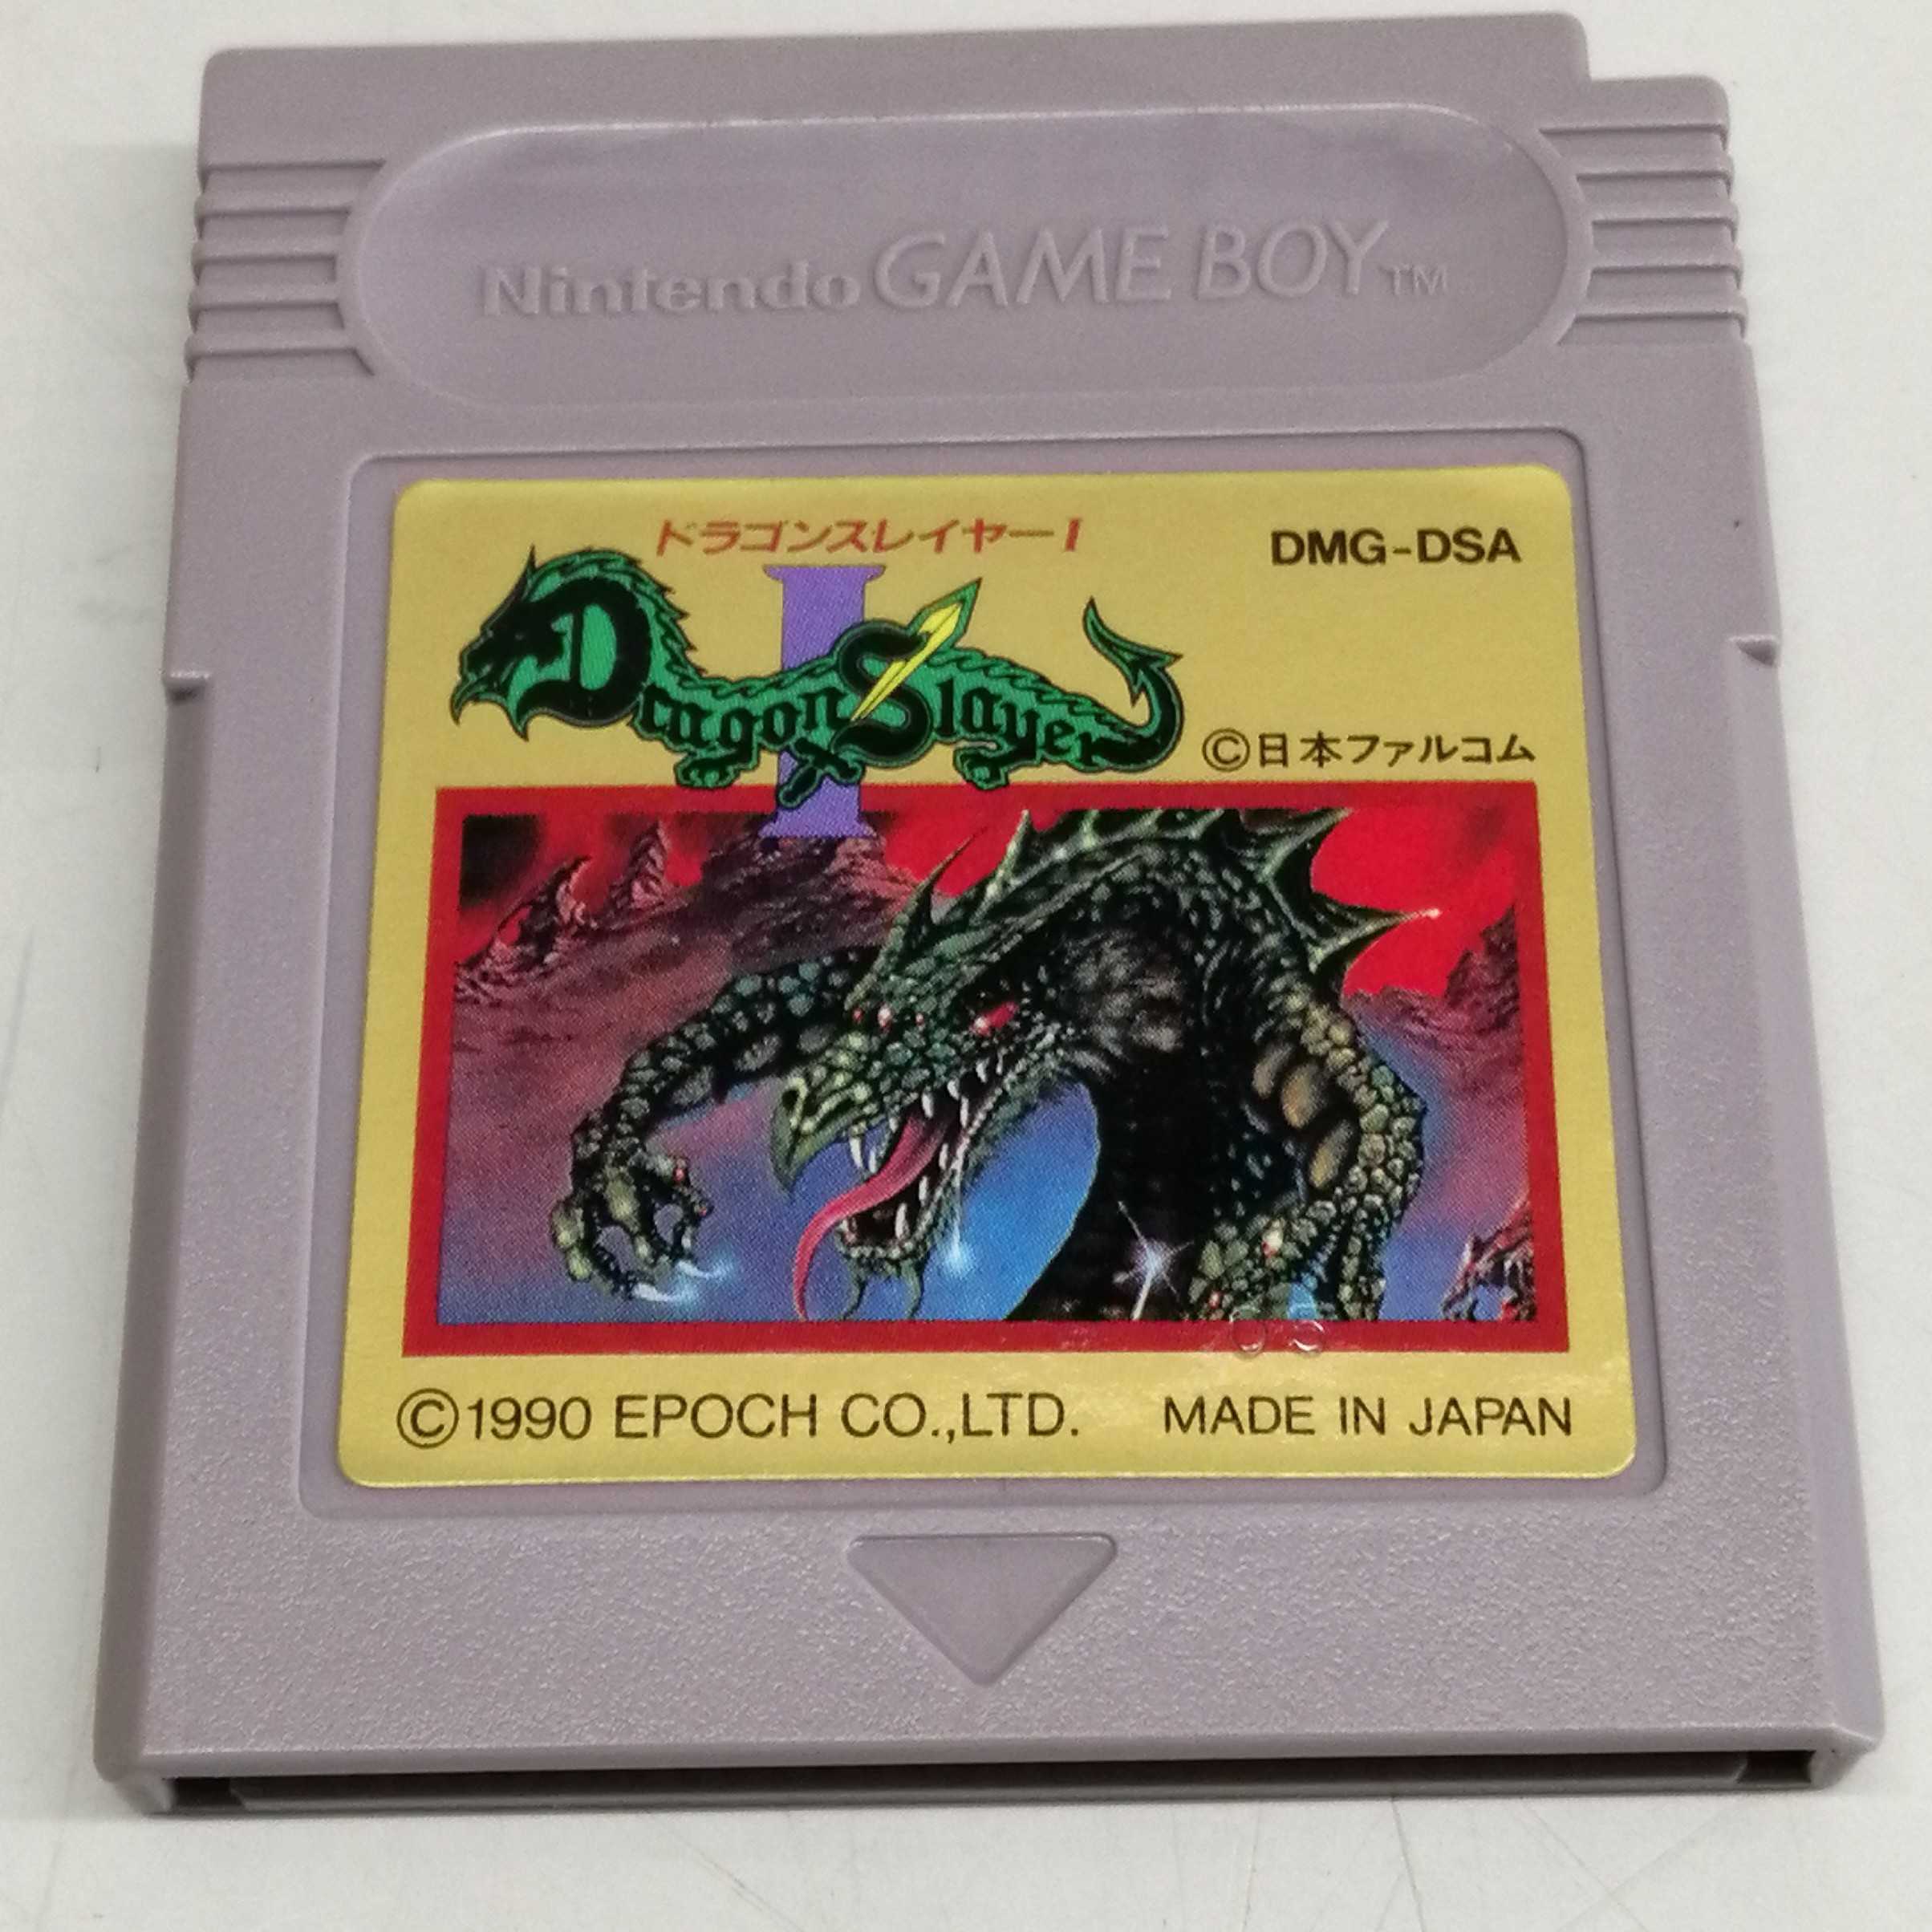 Nintendo GAME BOY TM
ドラゴンスレイヤーI
DMG-DSA
I
Dragon Slayer
©日本ファルコム
©1990 EPOCH CO.,LTD. MADE IN JAPAN